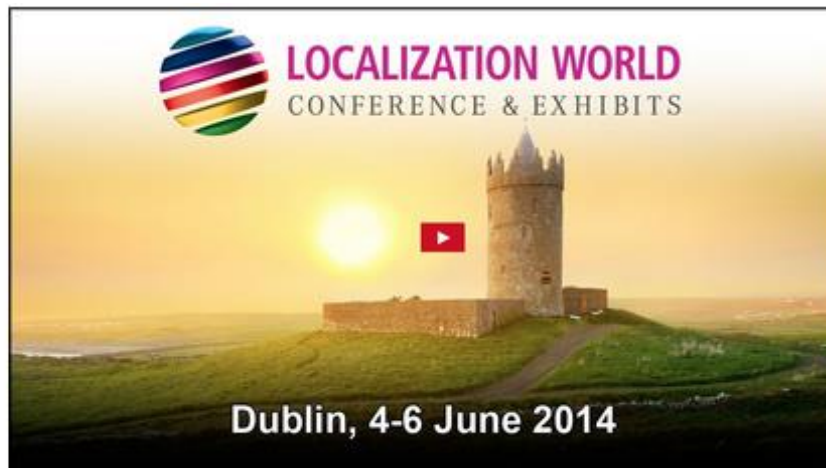 LOCALIZATION WORLD
CONFERENCE & EXHIBITS
Dublin, 4-6 June 2014